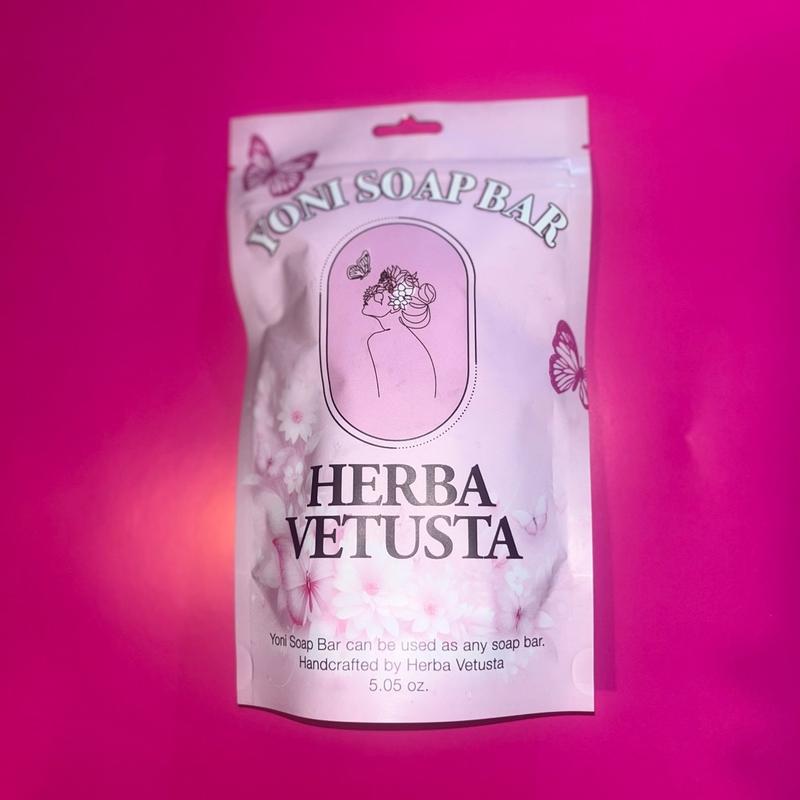 YONI SOAP BAR
HERBA
VETUSTA
Yoni Soap Bar can be used as any soap bar.
Handcrafted by Herba Vetusta
5.05 oz.